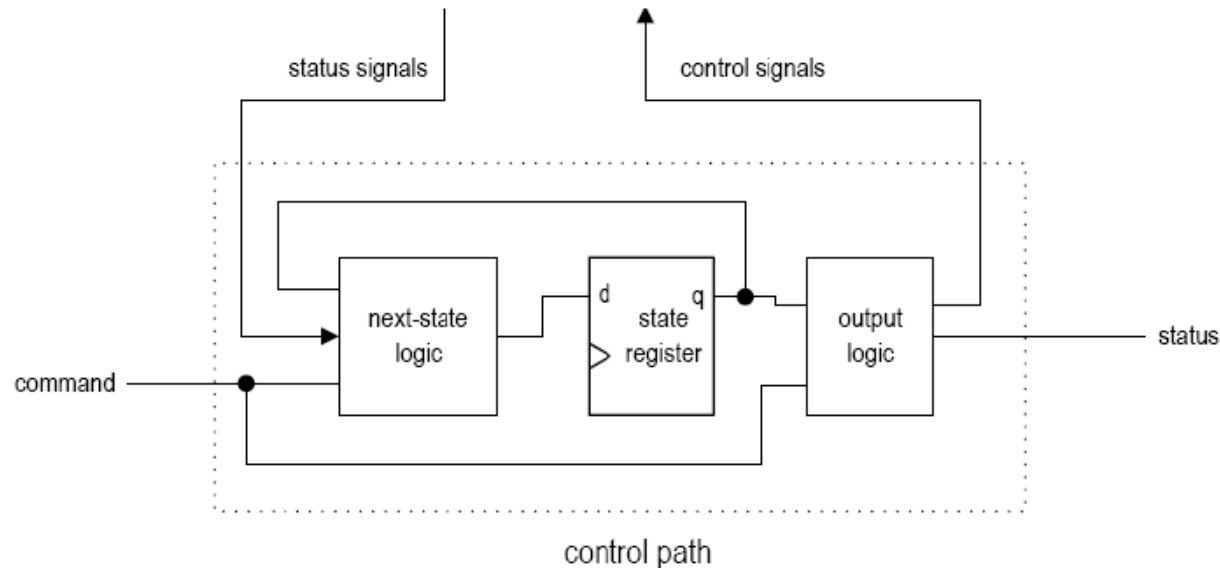 status signals
control signals
next-state
logic
d
q
state
register
output
logic
status
command
control path